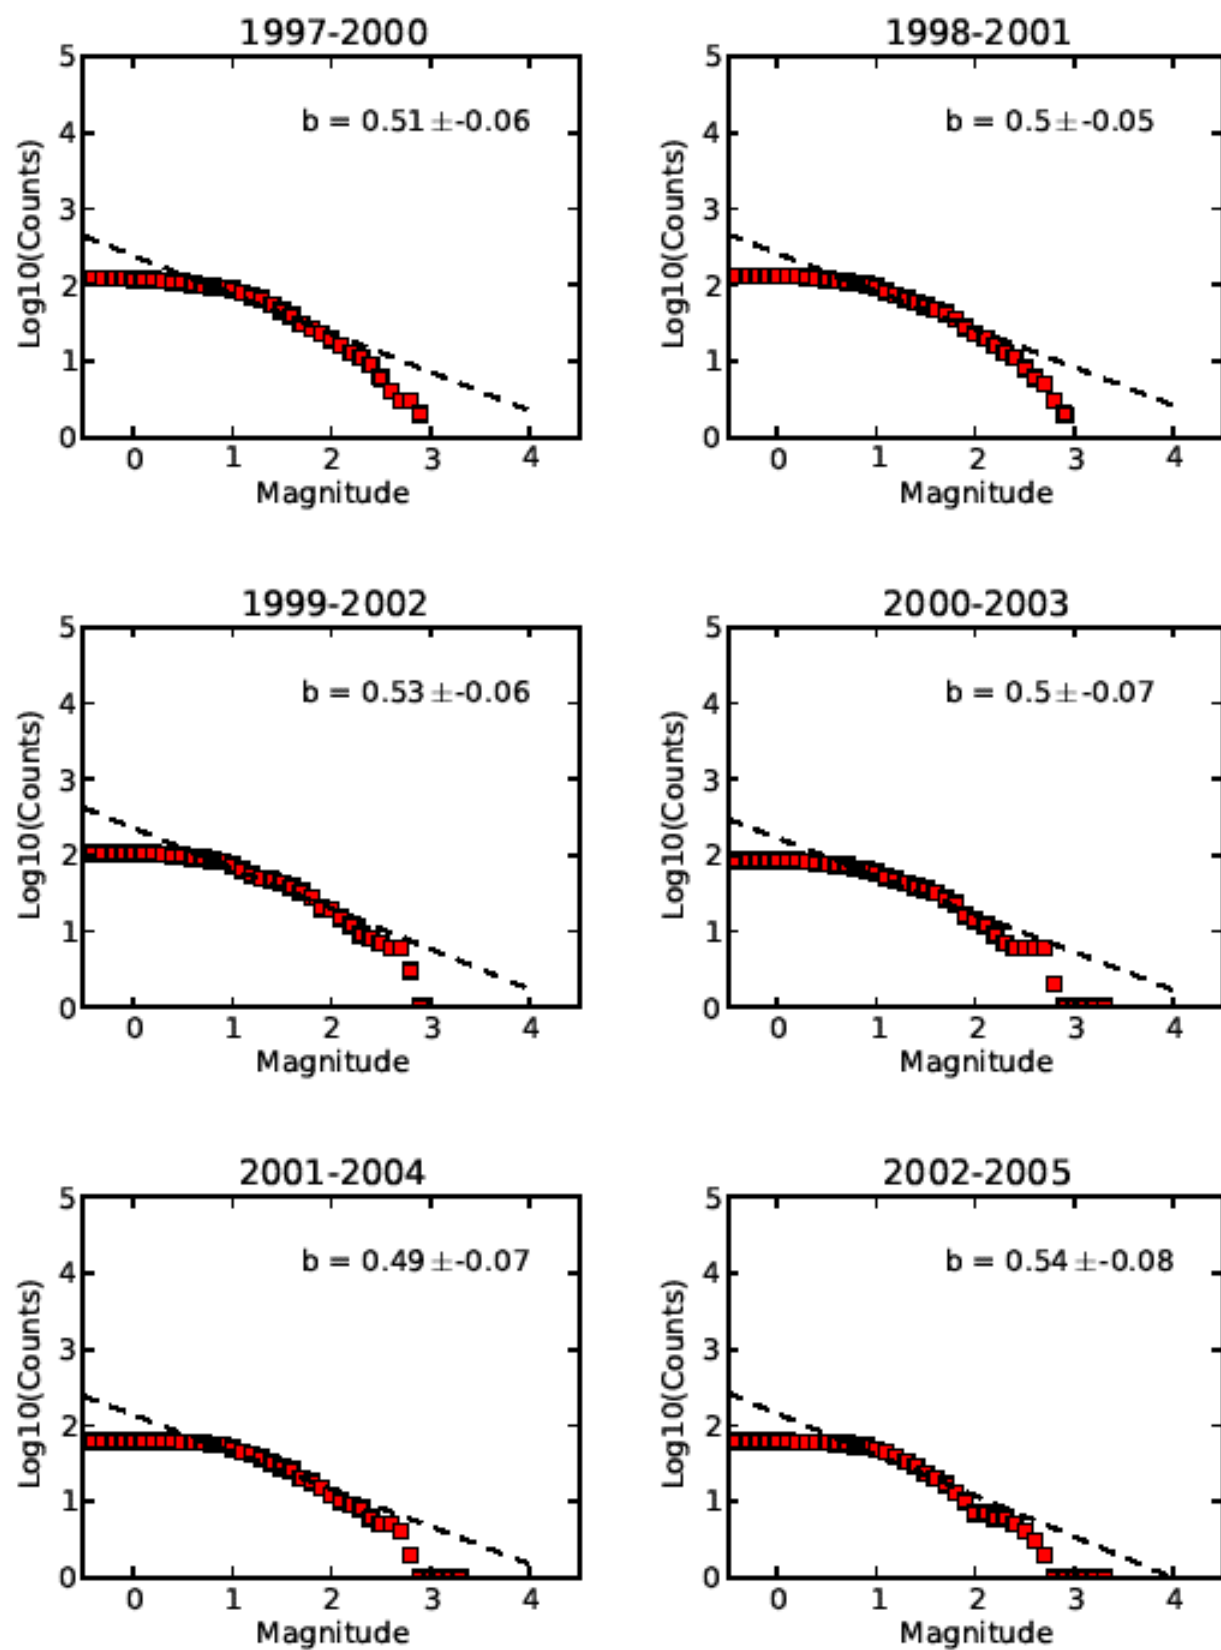 1997-2000
5
4
3
2
1
0
Log10(Counts)
b = 0.51±-0.06
0 1 2 3 4
Magnitude
1998-2001
5
4
3
2
1
0
Log10(Counts)
b = 0.5±-0.05
0 1 2 3 4
Magnitude
1999-2002
5
4
3
2
1
0
Log10(Counts)
b = 0.53±-0.06
0 1 2 3 4
Magnitude
2000-2003
5
4
3
2
1
0
Log10(Counts)
b = 0.5±-0.07
0 1 2 3 4
Magnitude
2001-2004
5
4
3
2
1
0
Log10(Counts)
b = 0.49±-0.07
0 1 2 3 4
Magnitude
2002-2005
5
4
3
2
1
0
Log10(Counts)
b = 0.54±-0.08
0 1 2 3 4
Magnitude